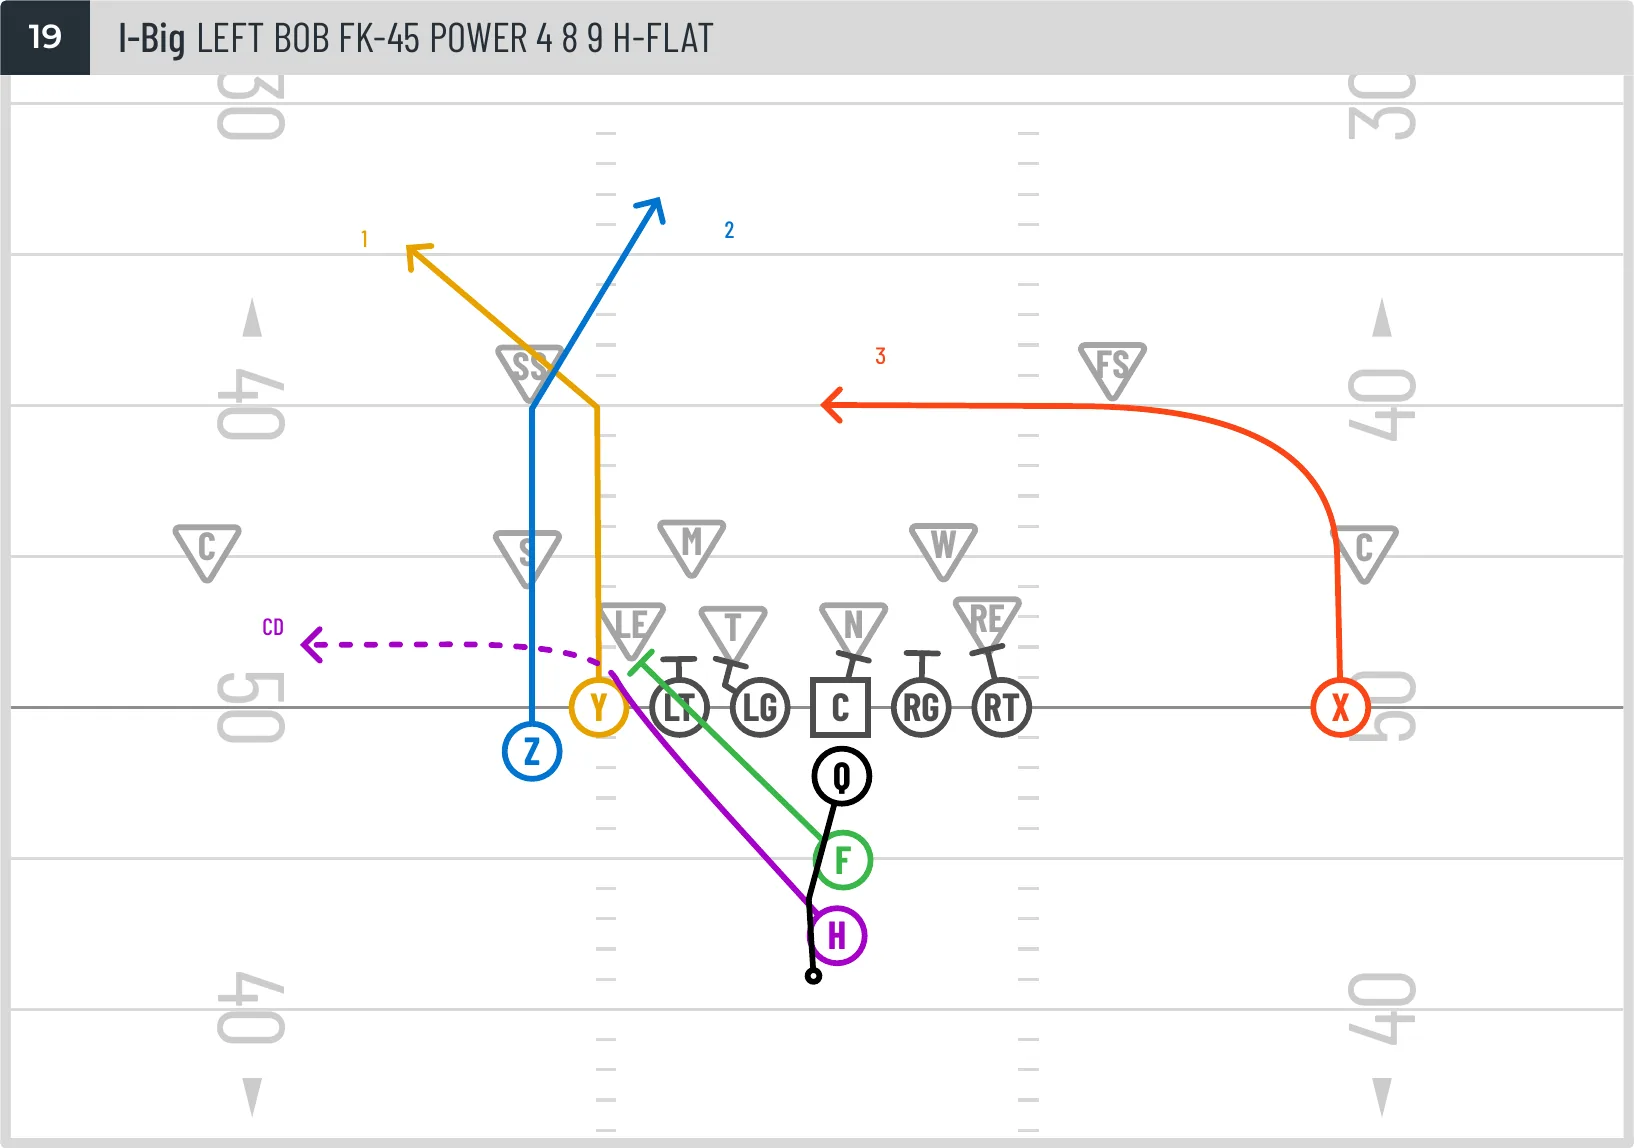 19 I-Big LEFT BOB FK-45 POWER 4 8 9 H-FLAT
30 30
1 2
3
SS FS
40 40
C S M W C
LE T N RE
CD
50 50
Y LT LG C RG RT X
Z
Q
F
H
40 40